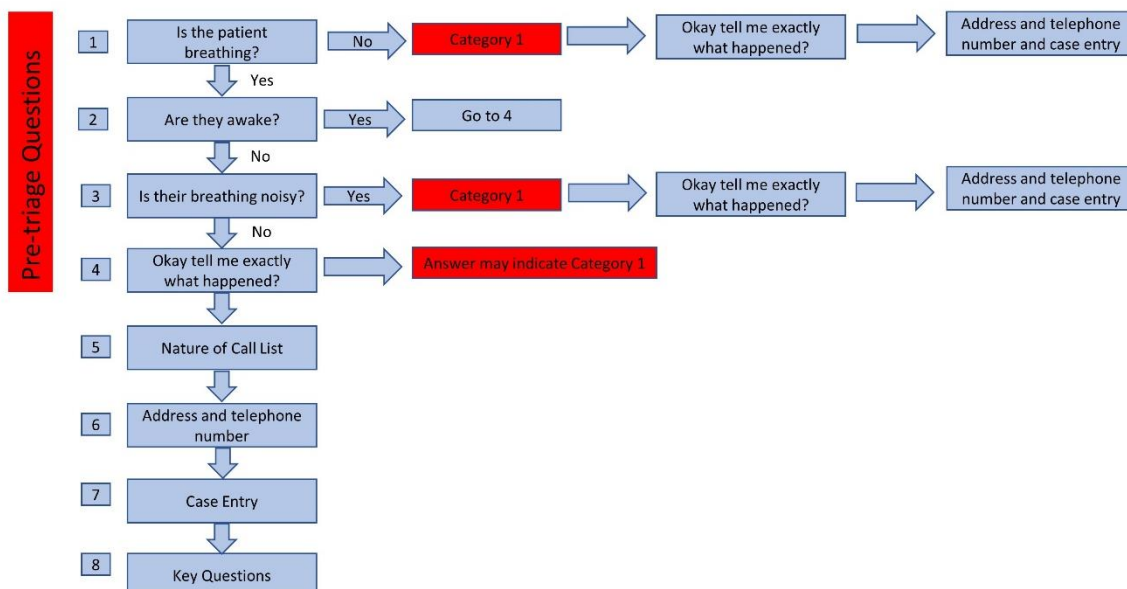 Pre-triage Questions
1
Is the patient
breathing?
No
Category 1
Okay tell me exactly
what happened?
Address and telephone
number and case entry
Yes
2
Are they awake?
Yes
Go to 4
No
3
Is their breathing noisy?
Yes
Category 1
Okay tell me exactly
what happened?
Address and telephone
number and case entry
No
4
Okay tell me exactly
what happened?
Answer may indicate Category 1
5
Nature of Call List
6
Address and telephone
number
7
Case Entry
8
Key Questions